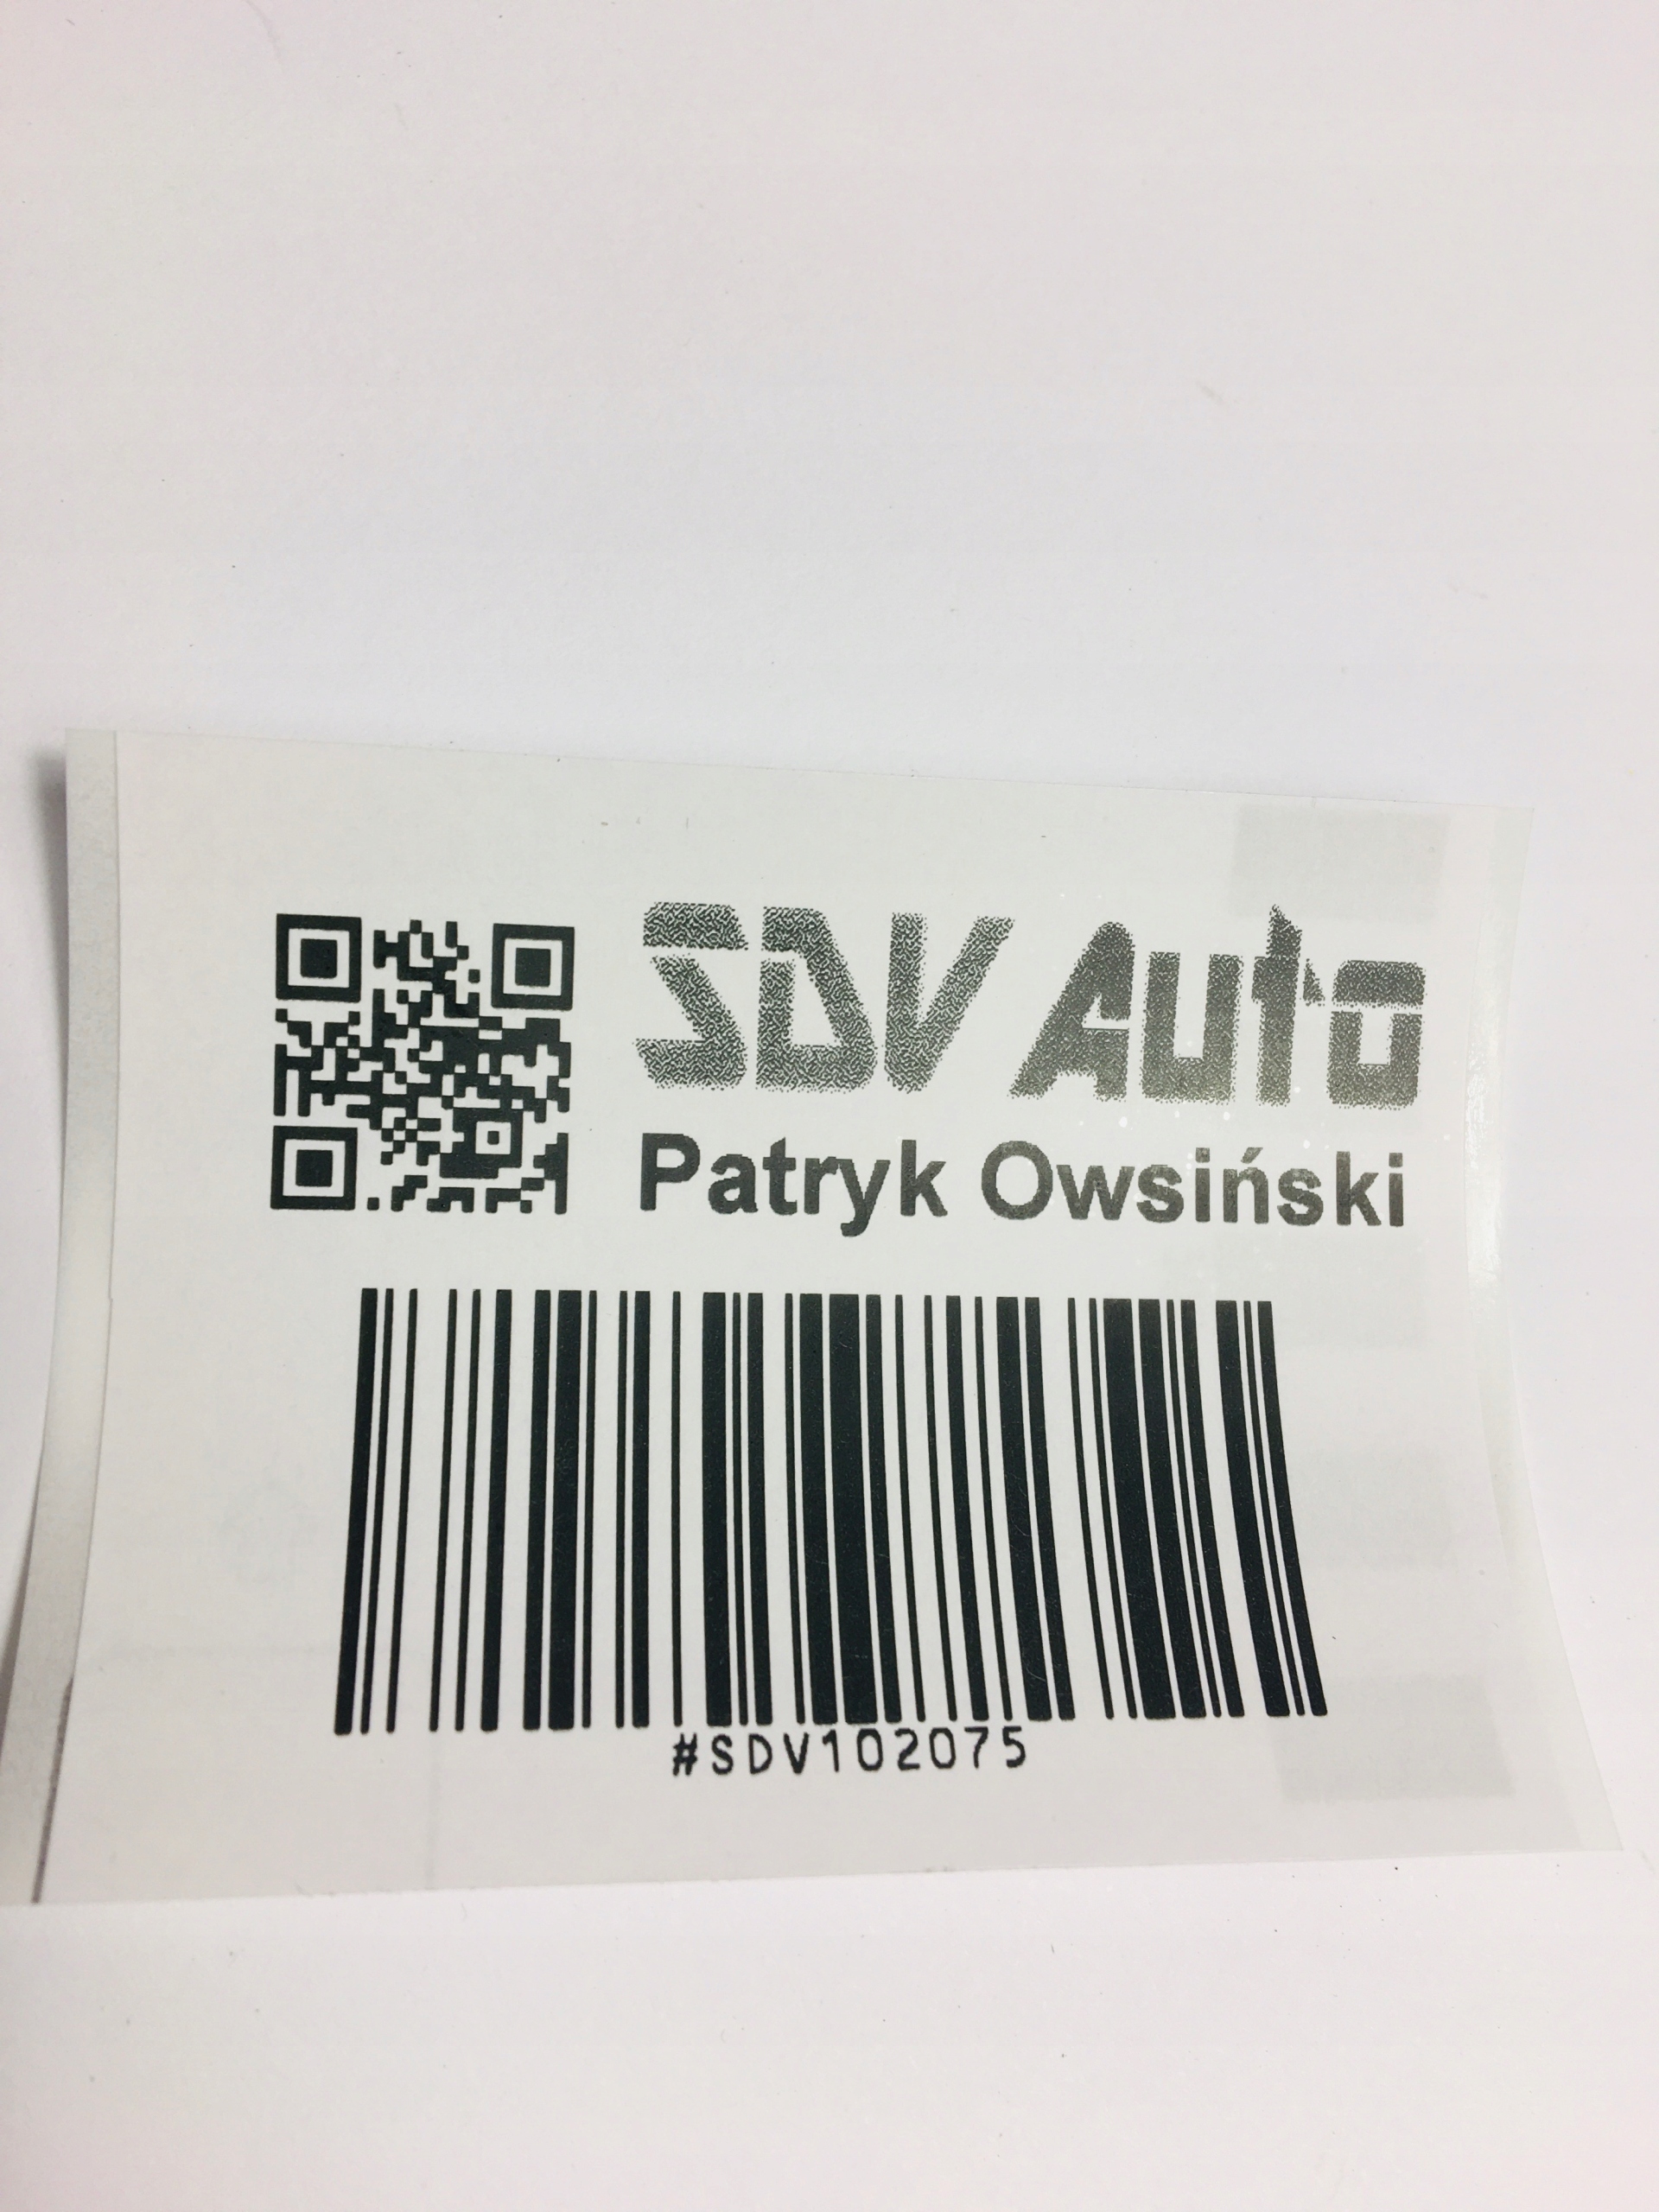 SDV Auto
Patryk Owsiński
#SDV102075